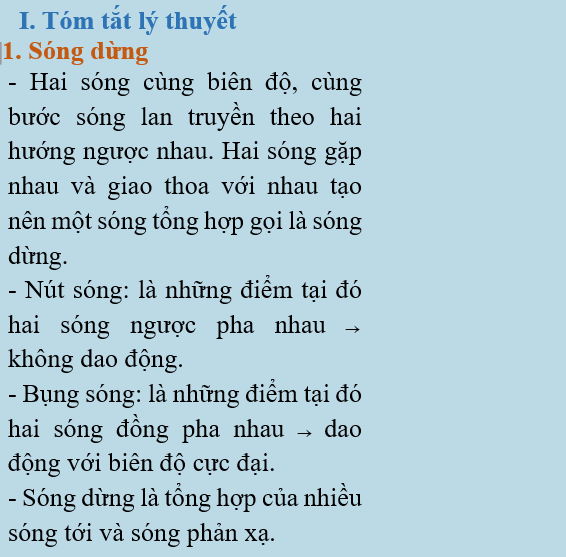 I. Tóm tắt lý thuyết
1. Sóng dừng
- Hai sóng cùng biên độ, cùng
bước sóng lan truyền theo hai
hướng ngược nhau. Hai sóng gặp
nhau và giao thoa với nhau tạo
nên một sóng tổng hợp gọi là sóng
dừng.
- Nút sóng: là những điểm tại đó
hai sóng ngược pha nhau →
không dao động.
- Bụng sóng: là những điểm tại đó
hai sóng đồng pha nhau → dao
động với biên độ cực đại.
- Sóng dừng là tổng hợp của nhiều
sóng tới và sóng phản xạ.